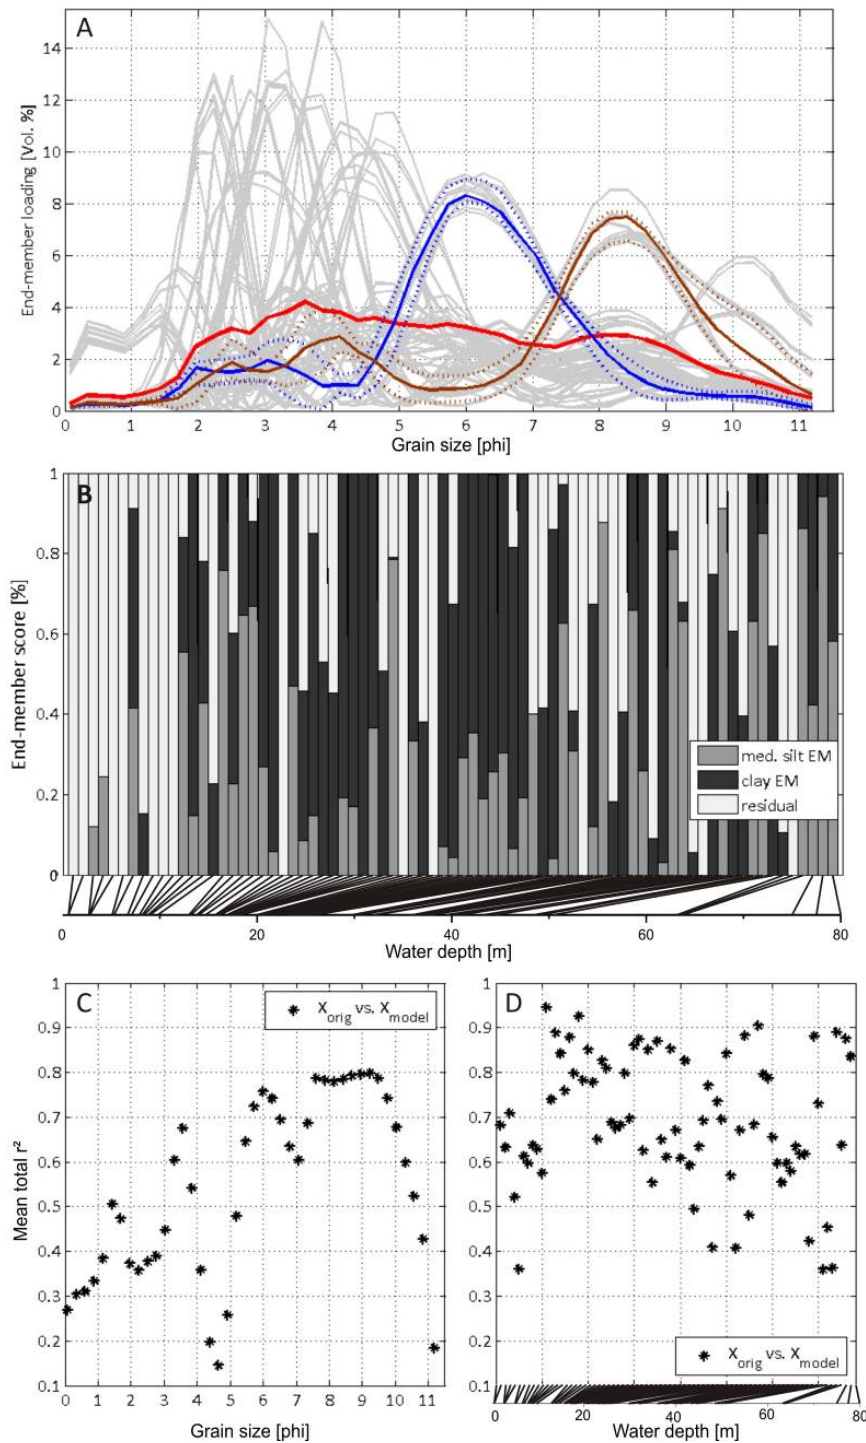 A
14
12
10
8
6
4
2
0
End-member loading [Vol. %]
0 1 2 3 4 5 6 7 8 9 10 11
Grain size [phi]
B
1
0.8
0.6
0.4
0.2
0
End-member score [%]
med. silt EM
clay EM
residual
0 20 40 60 80
Water depth [m]
C
1
0.9
0.8
0.7
0.6
0.5
0.4
0.3
0.2
0.1
Mean total r²
X_orig vs. X_model
0 1 2 3 4 5 6 7 8 9 10 11
Grain size [phi]
D
1
0.9
0.8
0.7
0.6
0.5
0.4
0.3
0.2
0.1
X_orig vs. X_model
0 20 40 60 80
Water depth [m]